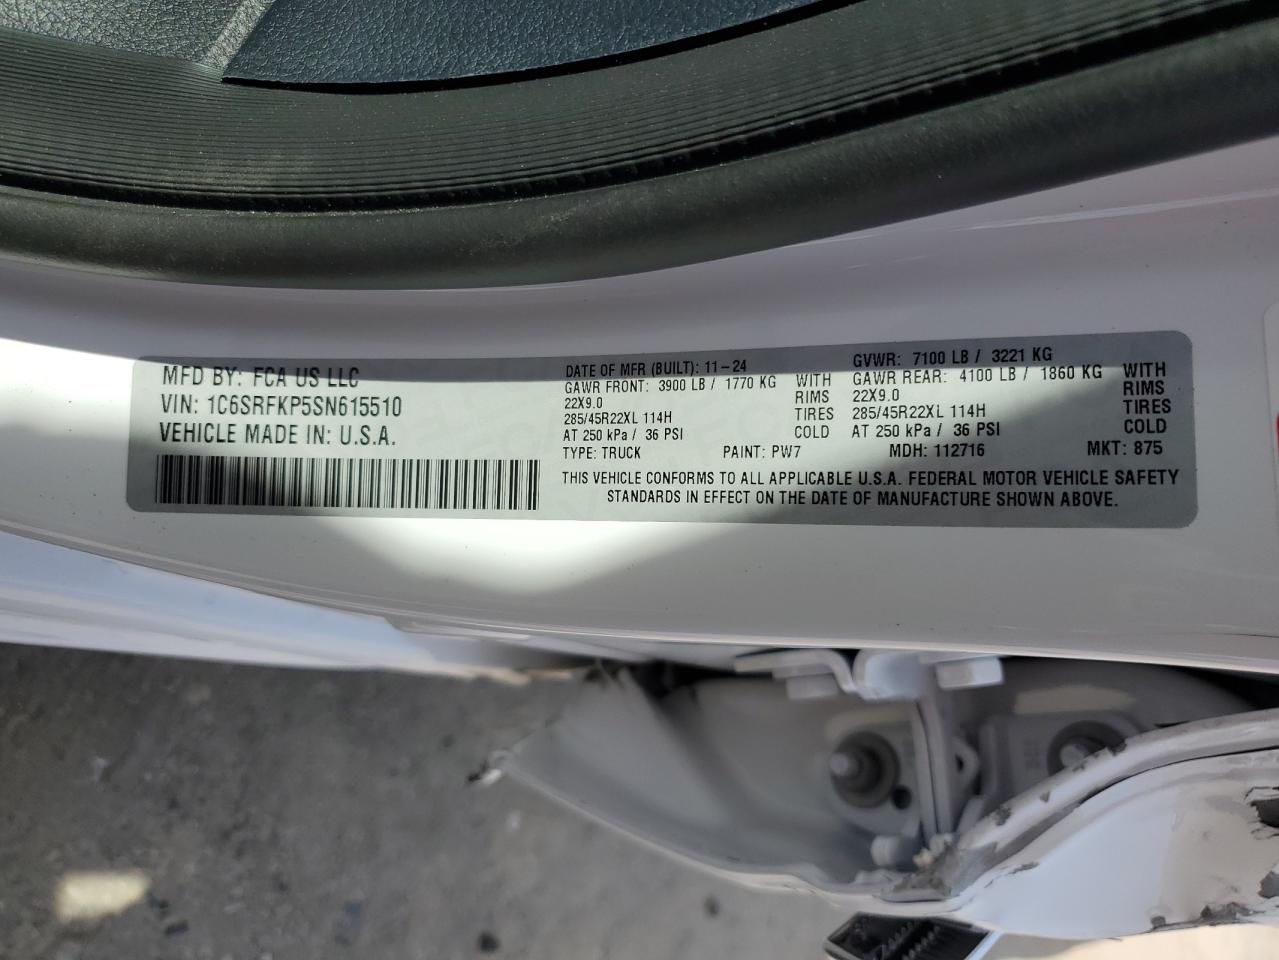 MFD BY: FCA US LLC
VIN: 1C6SRFKP5SN615510
VEHICLE MADE IN: U.S.A.
DATE OF MFR (BUILT): 11-24 GVWR: 7100 LB / 3221 KG
GAWR FRONT: 3900 LB / 1770 KG WITH GAWR REAR: 4100 LB / 1860 KG WITH
22X9.0 RIMS 22X9.0 RIMS
285/45R22XL 114H TIRES 285/45R22XL 114H TIRES
AT 250 kPa / 36 PSI COLD AT 250 kPa / 36 PSI COLD
TYPE: TRUCK PAINT: PW7 MDH: 112716 MKT: 875
THIS VEHICLE CONFORMS TO ALL APPLICABLE U.S.A. FEDERAL MOTOR VEHICLE SAFETY
STANDARDS IN EFFECT ON THE DATE OF MANUFACTURE SHOWN ABOVE.